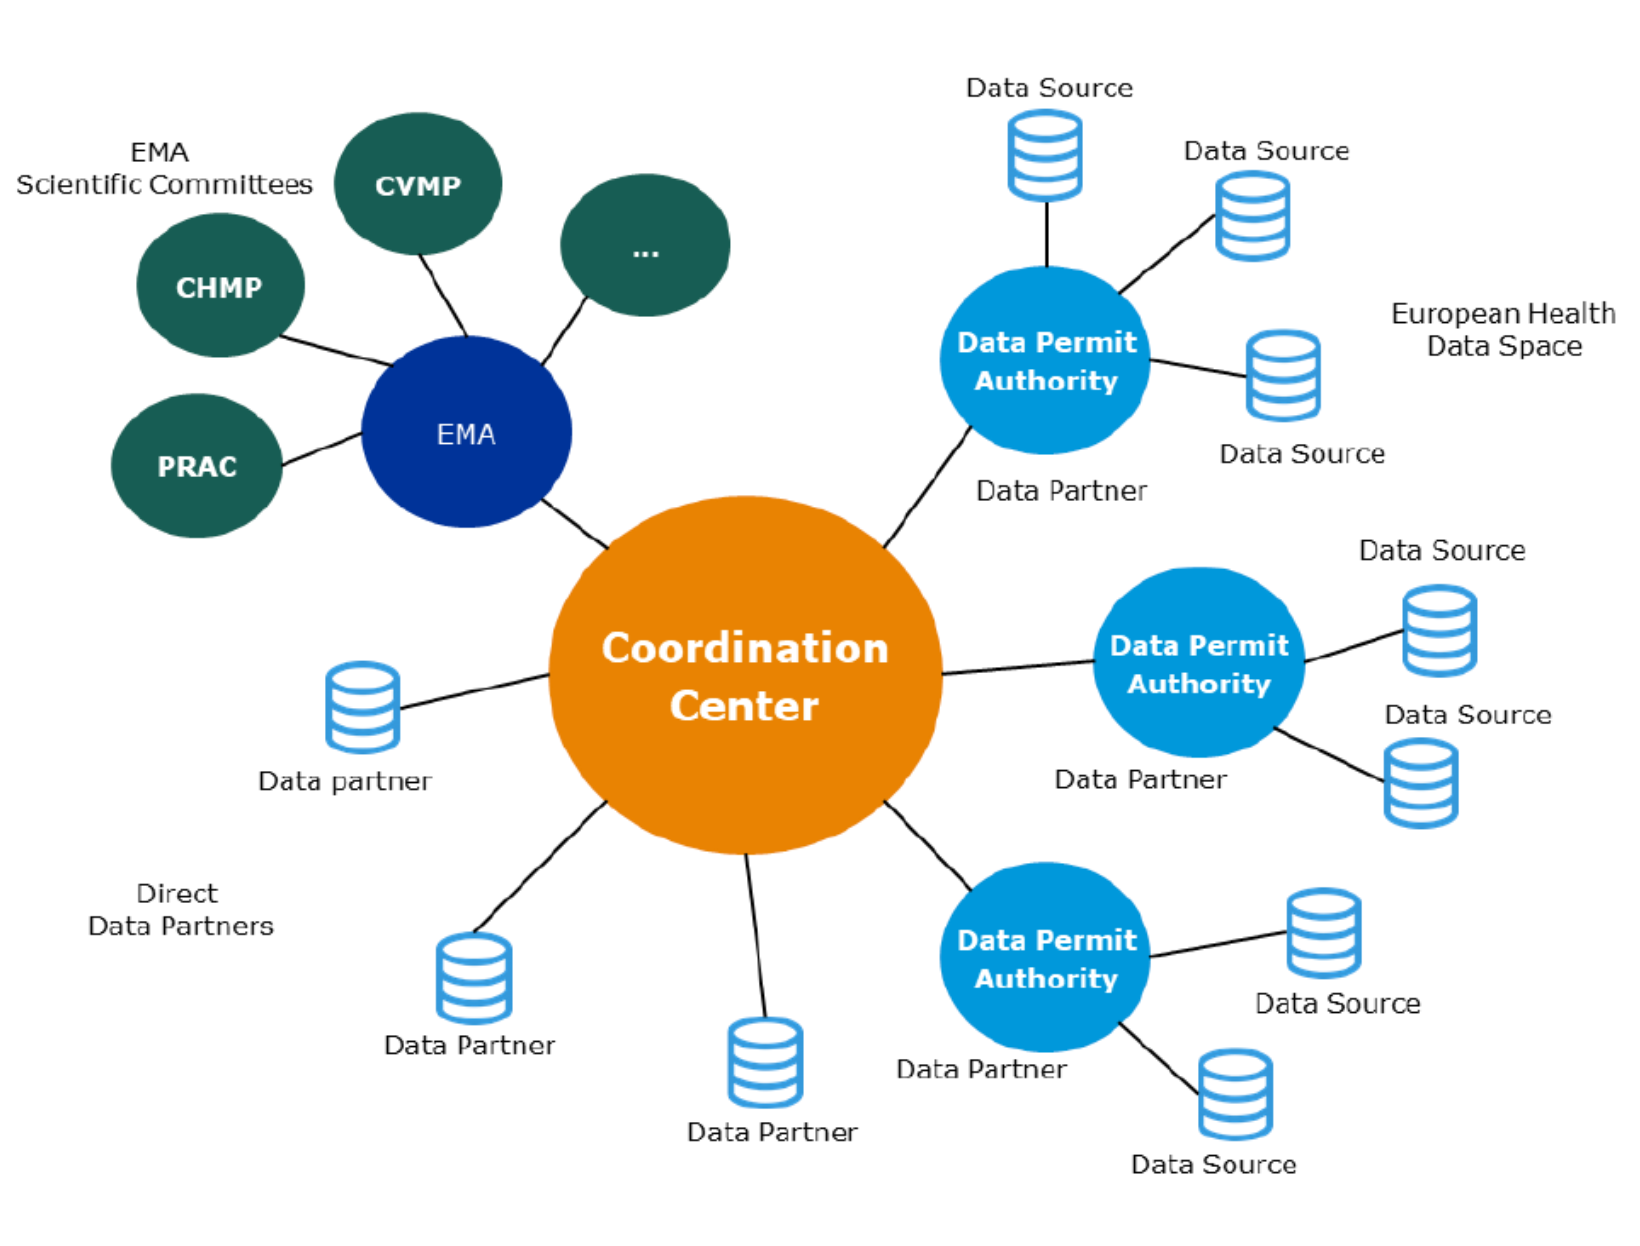 EMA
Scientific Committees
CVMP
CHMP
...
PRAC
EMA
Data Source
Data Source
Data Permit
Authority
European Health
Data Space
Data Source
Data Partner
Coordination
Center
Data Source
Data Permit
Authority
Data Source
Data Partner
Data partner
Direct
Data Partners
Data Partner
Data Partner
Data Permit
Authority
Data Source
Data Partner
Data Source